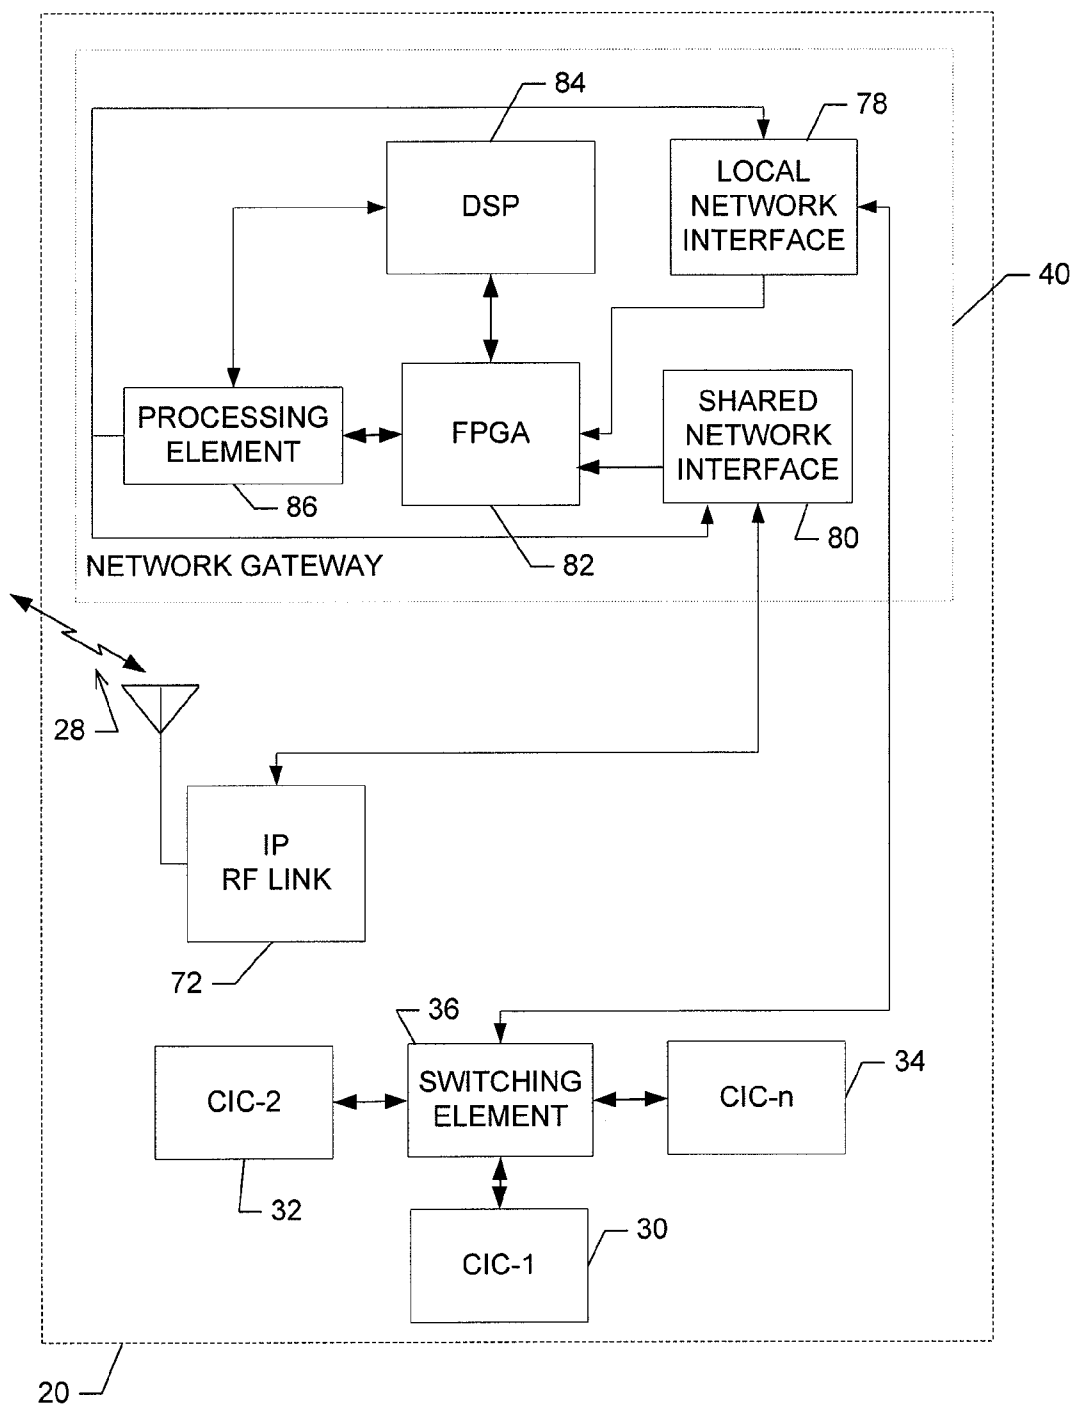 84
78
DSP
LOCAL
NETWORK
INTERFACE
40
PROCESSING
ELEMENT
FPGA
SHARED
NETWORK
INTERFACE
86
82
80
NETWORK GATEWAY
28
IP
RF LINK
72
36
34
CIC-2
SWITCHING
ELEMENT
CIC-n
32
30
CIC-1
20